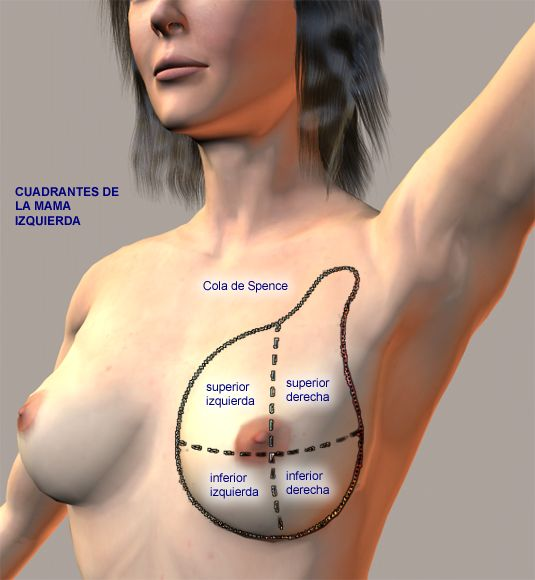 CUADRANTES DE
LA MAMA
IZQUIERDA
Cola de Spence
superior
izquierda
superior
derecha
inferior
izquierda
inferior
derecha